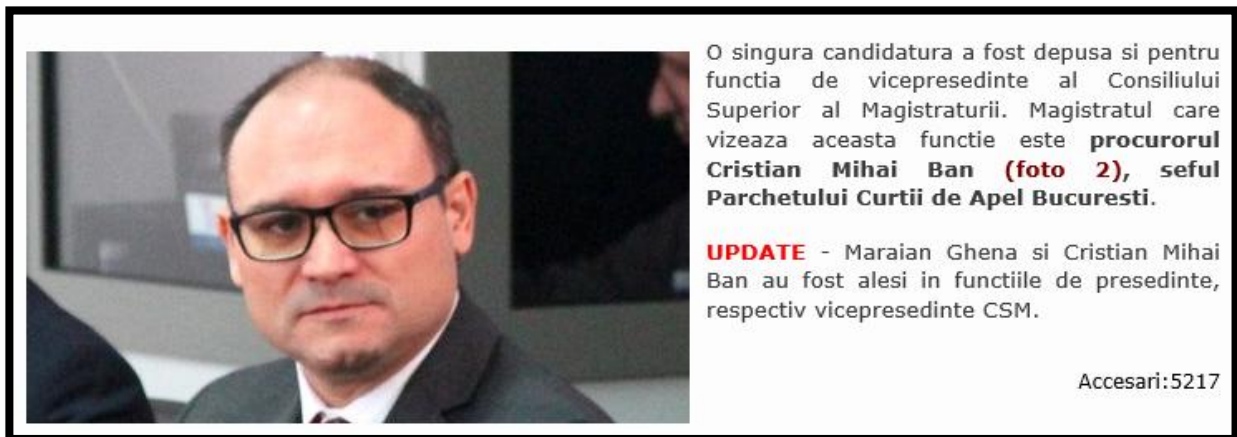 O singura candidatura a fost depusa si pentru
functia de vicepresedinte al Consiliului
Superior al Magistraturii. Magistratul care
vizeaza aceasta functie este procurorul
Cristian Mihai Ban (foto 2), seful
Parchetului Curtii de Apel Bucuresti.
UPDATE - Maraian Ghena si Cristian Mihai
Ban au fost alesi in functiile de presedinte,
respectiv vicepresedinte CSM.
Accesari:5217